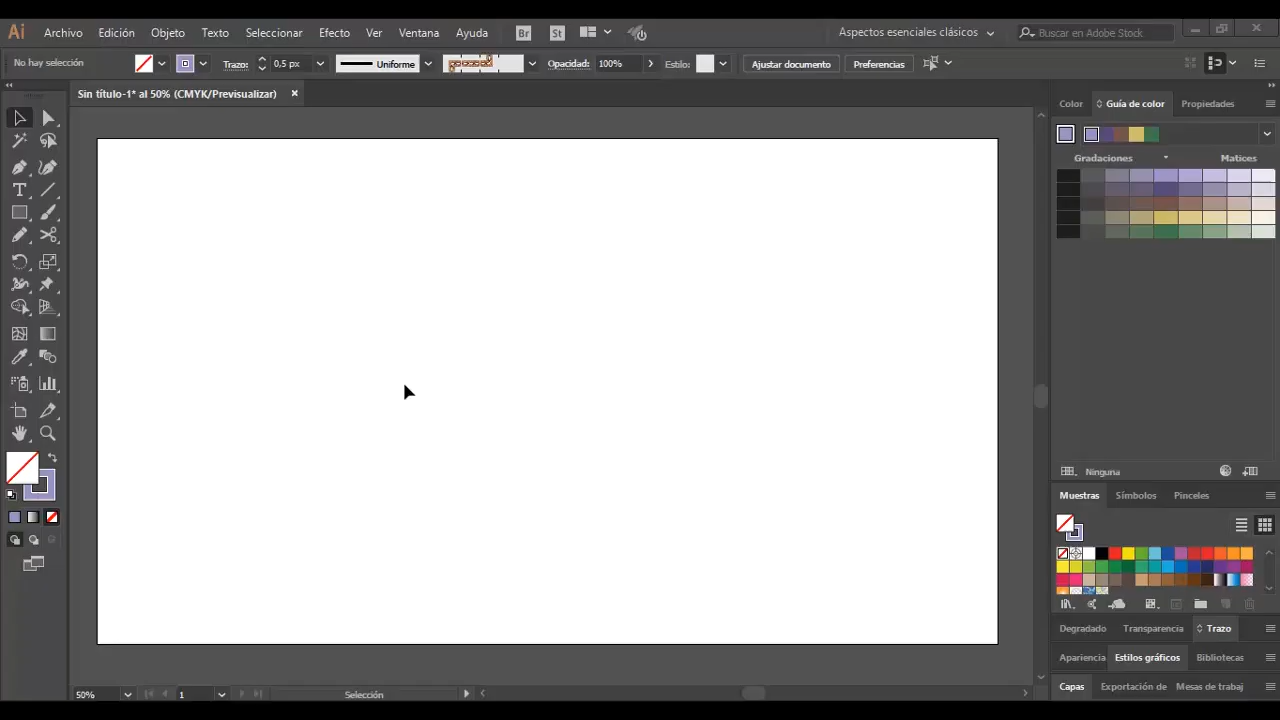 Ai Archivo Edición Objeto Texto Seleccionar Efecto Ver Ventana Ayuda Br St Aspectos esenciales clásicos Buscar en Adobe Stock
No hay selección Trazo: 0,5 px Uniforme Opacidad: 100% Estilo: Ajustar documento Preferencias
Sin título-1* al 50% (CMYK/Previsualizar)
Color Guía de color Propiedades
Gradaciones Matices
Ninguna
Muestras Símbolos Pinceles
Degradado Transparencia Trazo
Apariencia Estilos gráficos Bibliotecas
Capas Exportación de Mesas de trabaj
50% 1 Selección